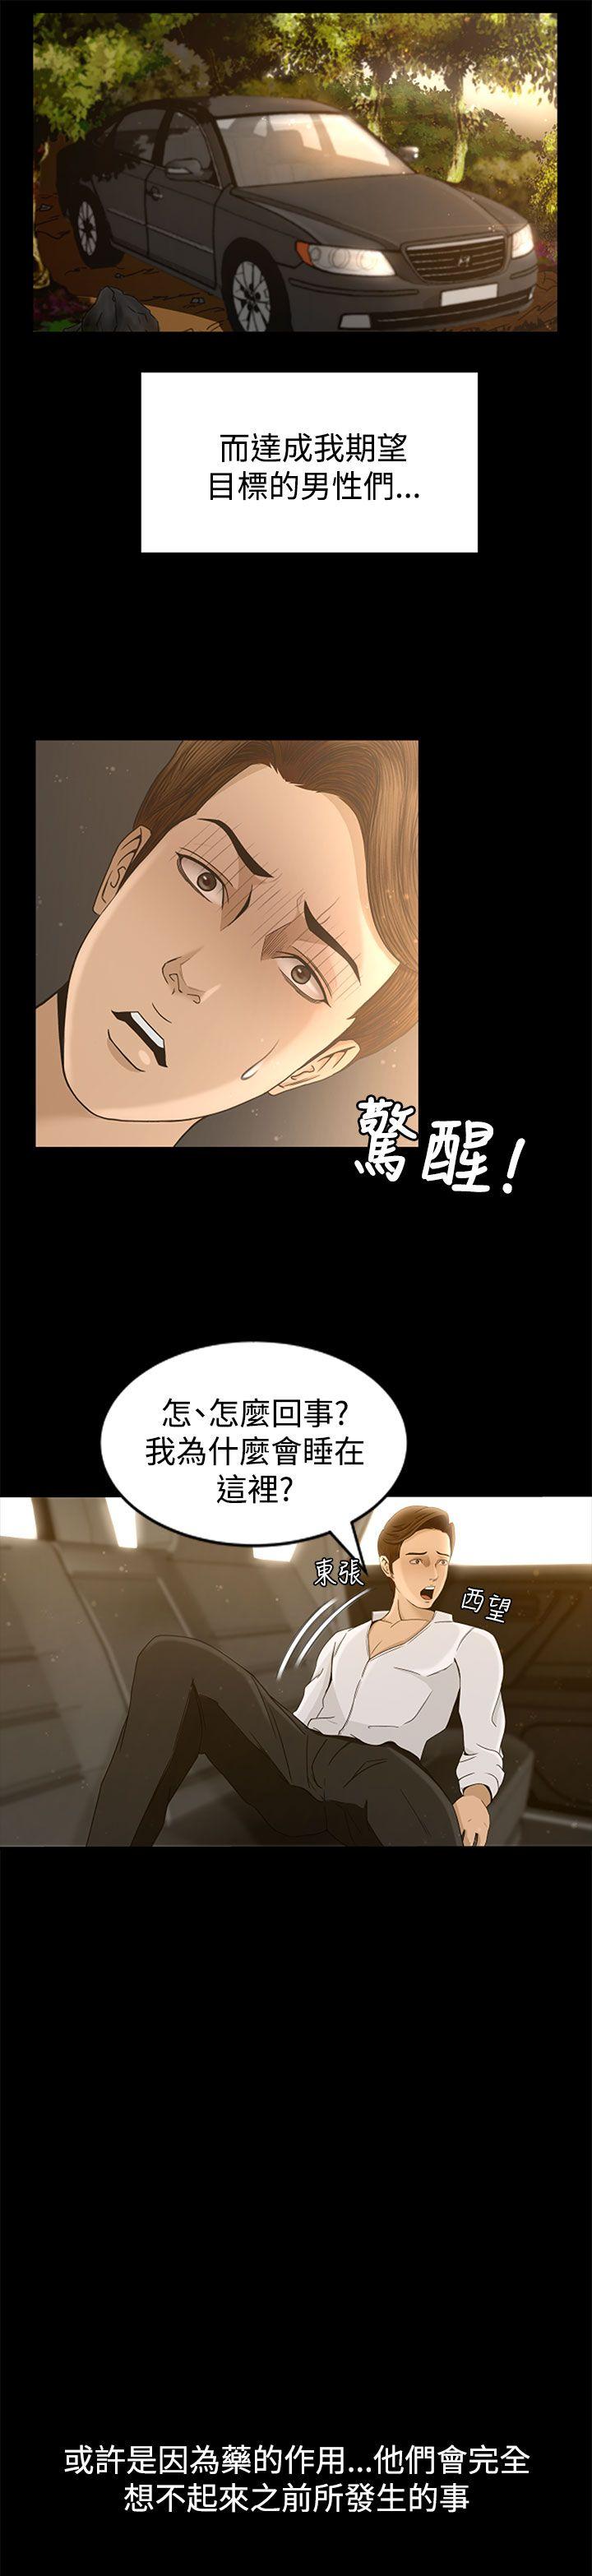 而達成我期望
目標的男性們...
驚醒!
怎、怎麼回事?
我為什麼會睡在
這裡?
東張
西望
或許是因為藥的作用...他們會完全
想不起來之前所發生的事